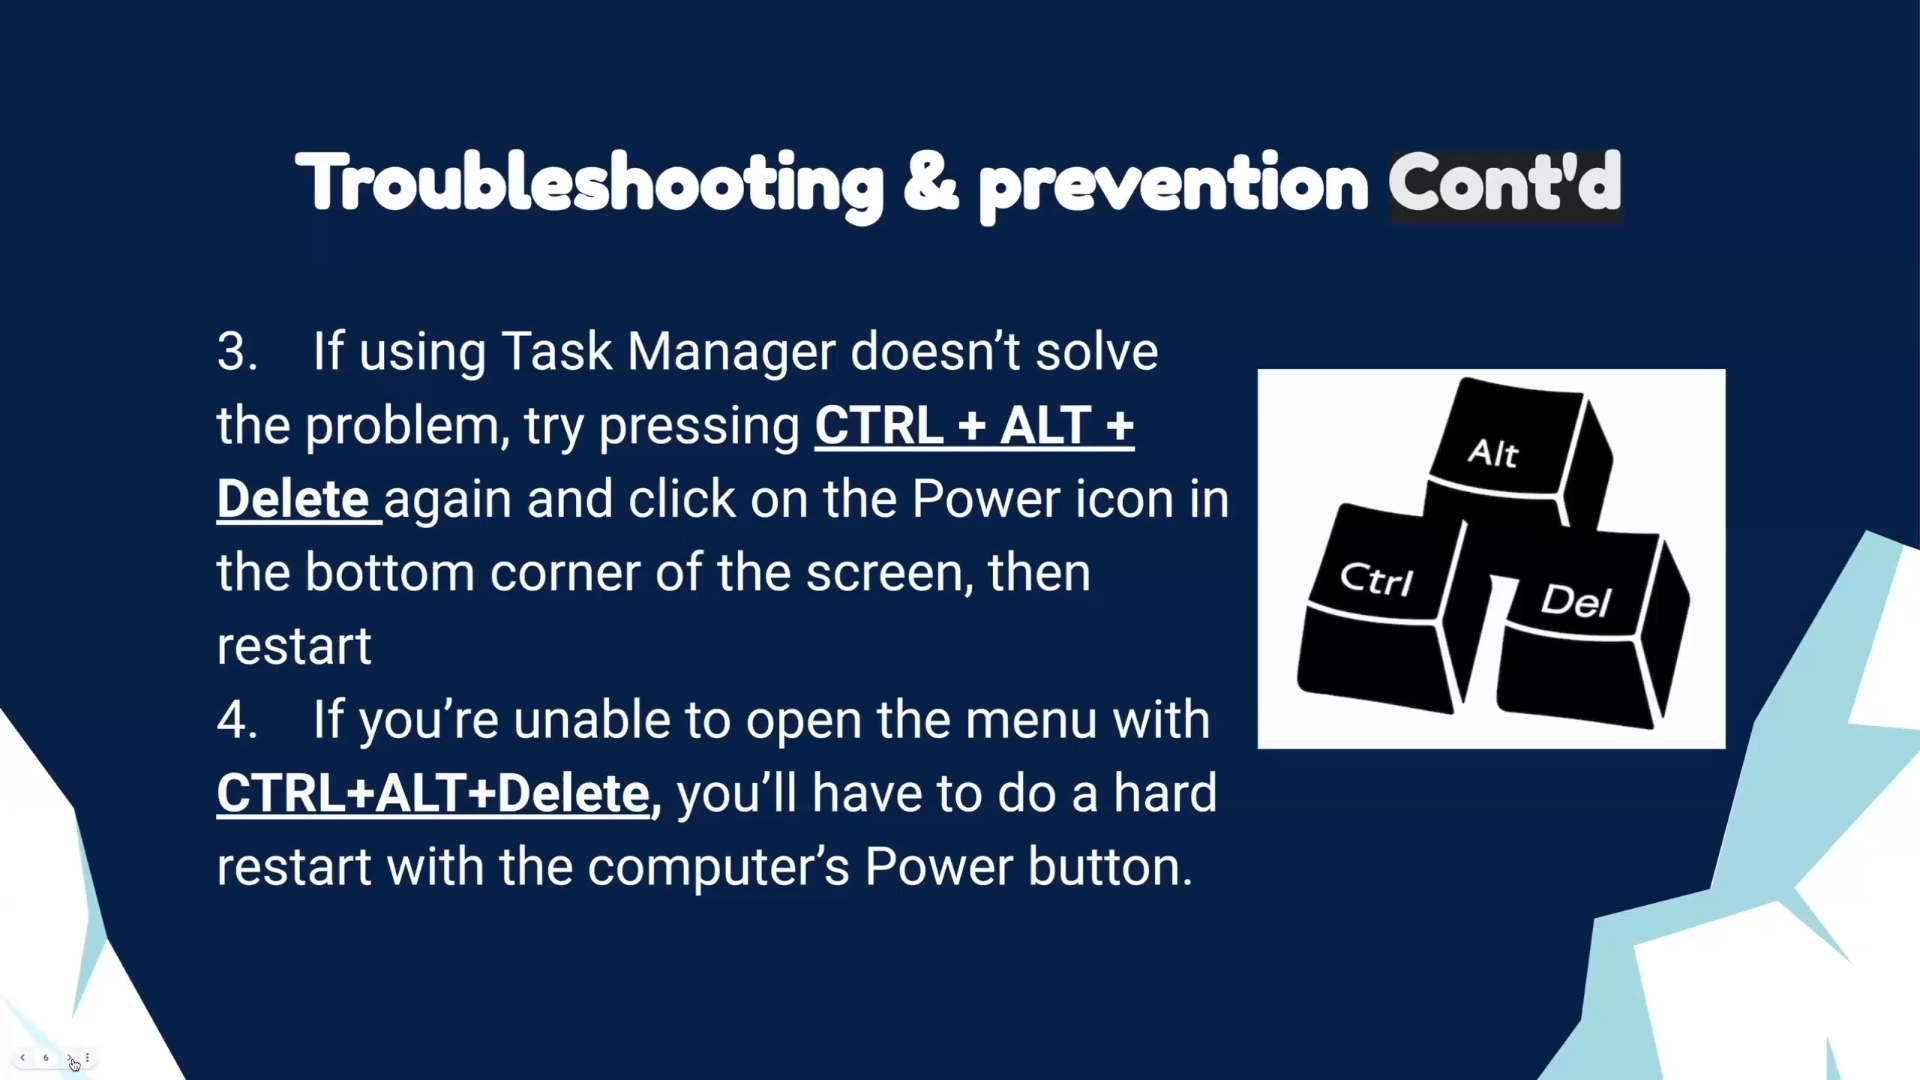 Troubleshooting & prevention Cont'd
3. If using Task Manager doesn’t solve
the problem, try pressing CTRL + ALT +
Delete again and click on the Power icon in
the bottom corner of the screen, then
restart
4. If you’re unable to open the menu with
CTRL+ALT+Delete, you’ll have to do a hard
restart with the computer’s Power button.
Alt
Ctrl
Del
6